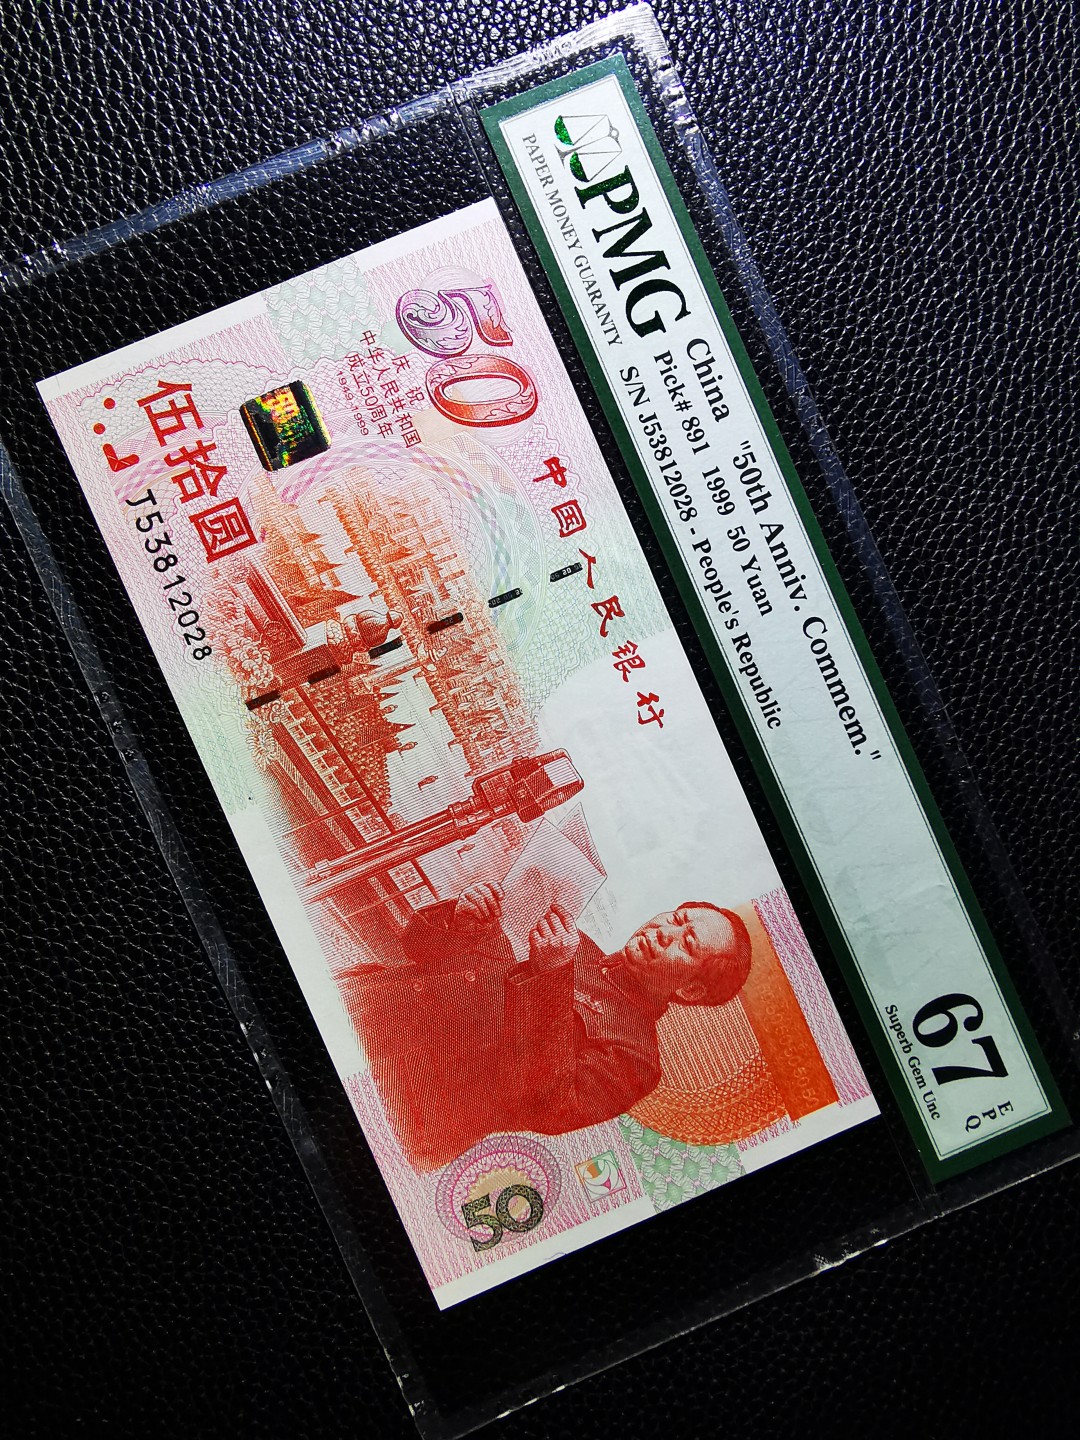 PMG
PAPER MONEY GUARANTY
China "50th Anniv. Commem."
Pick# 891 1999 50 Yuan
S/N J53812028 - People's Republic
67
EPQ
Superb Gem Unc
50
庆祝
中华人民共和国
成立50周年
1949-1999
中国人民银行
伍拾圆
J53812028
50